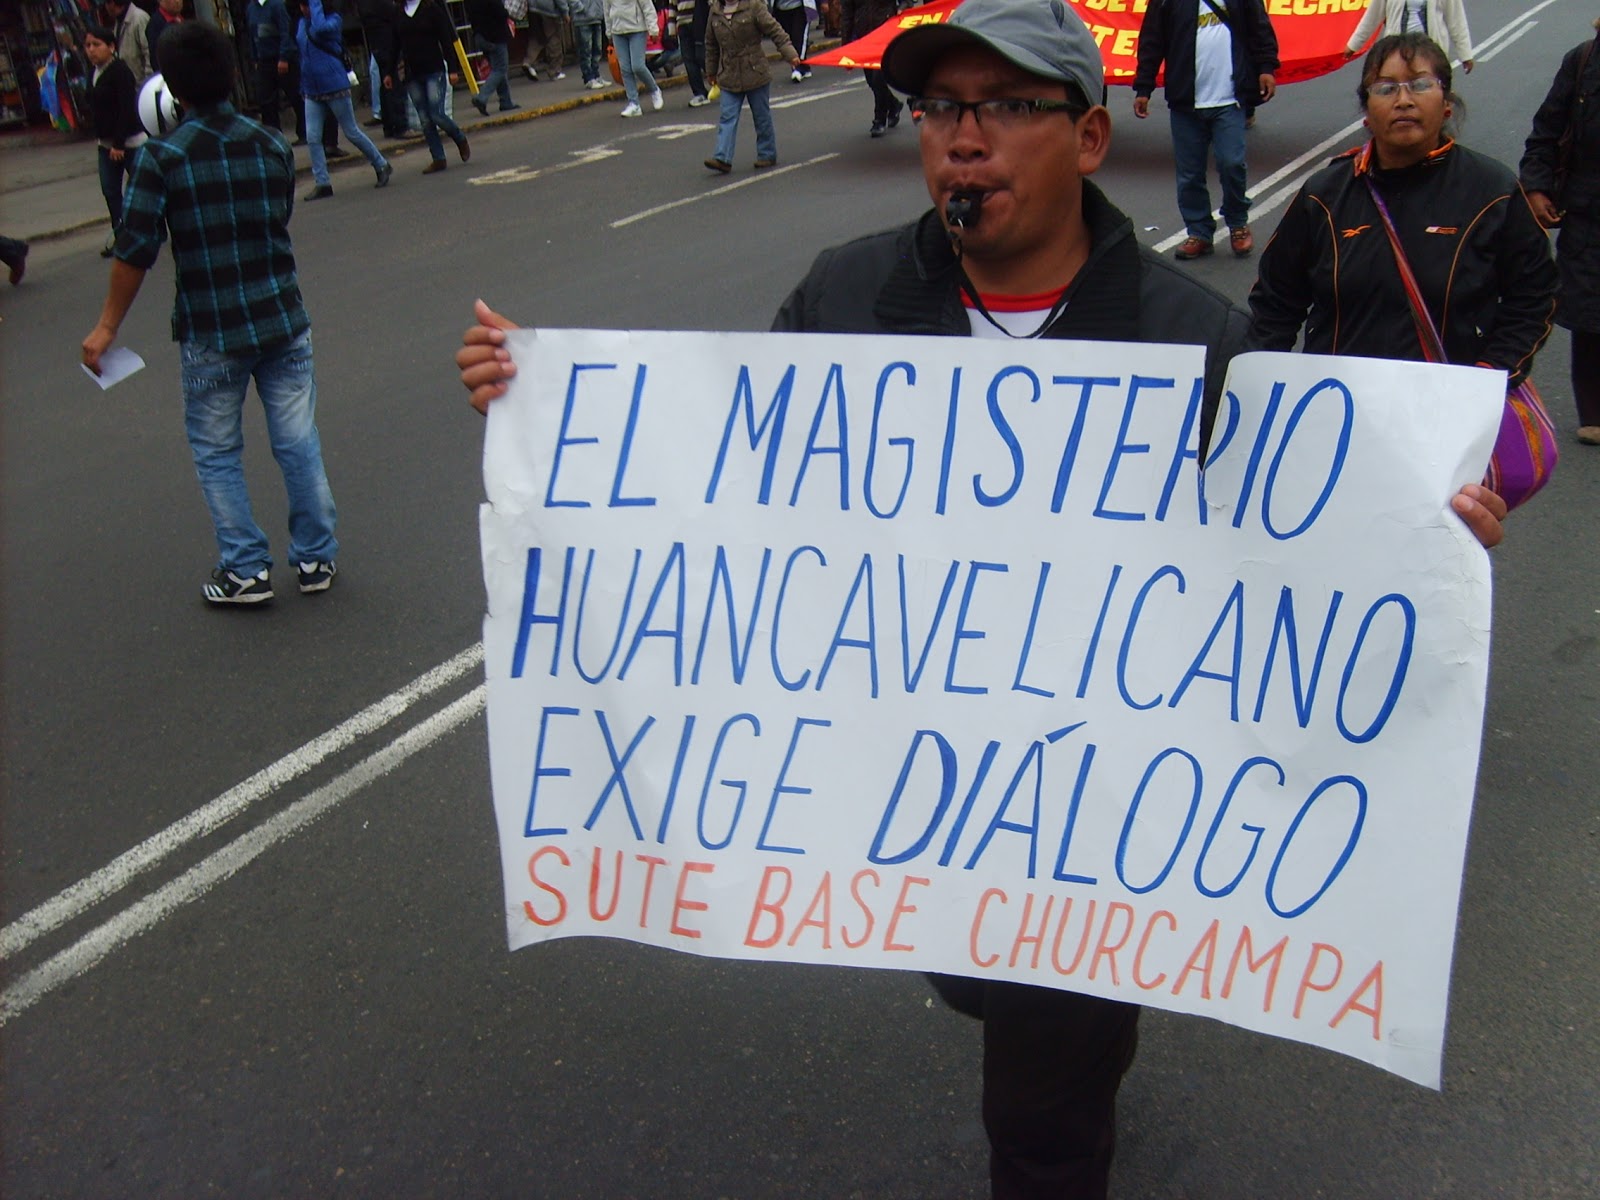 EL MAGISTERIO
HUANCAVELICANO
EXIGE DIÁLOGO
SUTE BASE CHURCAMPA